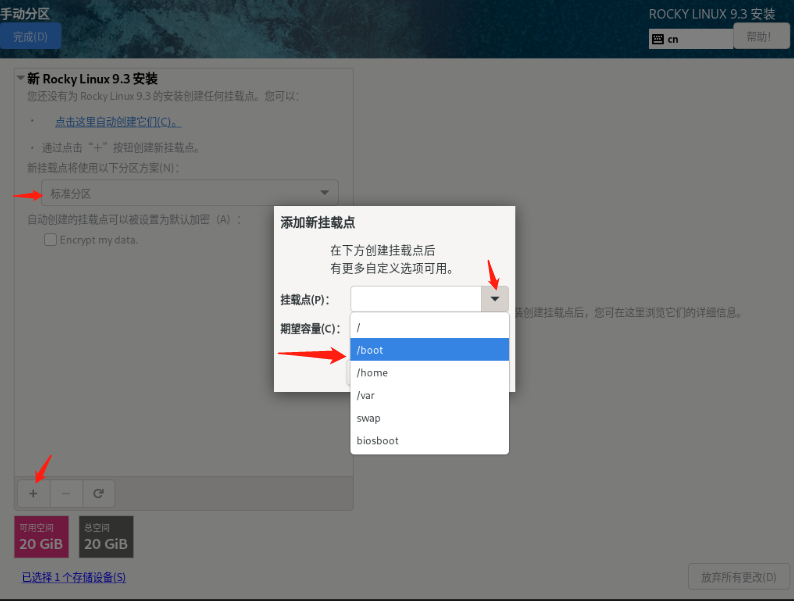 手动分区
完成(D)
ROCKY LINUX 9.3 安装
cn
帮助!
新 Rocky Linux 9.3 安装
您还没有为 Rocky Linux 9.3 的安装创建任何挂载点。您可以：
点击这里自动创建它们(C)。
通过点击“＋”按钮创建新挂载点。
新挂载点将使用以下分区方案(N)：
标准分区
自动创建的挂载点可以被设置为默认加密（A）：
Encrypt my data.
添加新挂载点
在下方创建挂载点后
有更多自定义选项可用。
挂载点(P)：
期望容量(C)：
/
/boot
/home
/var
swap
biosboot
装创建挂载点后，您可在这里浏览它们的详细信息。
+
−
可用空间
20 GiB
总空间
20 GiB
已选择 1 个存储设备(S)
放弃所有更改(D)